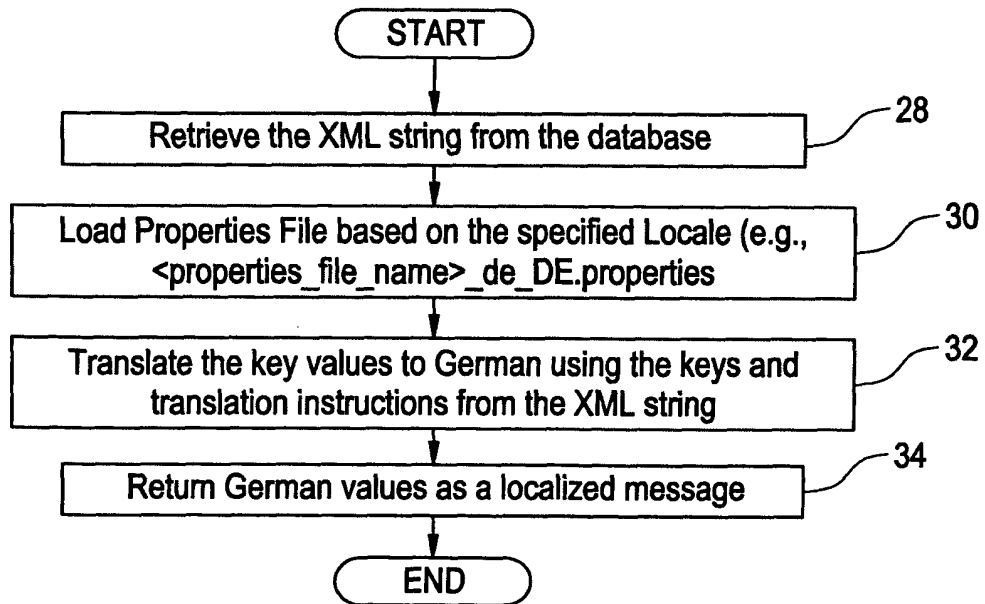 START
Retrieve the XML string from the database
28
Load Properties File based on the specified Locale (e.g.,
<properties_file_name>_de_DE.properties
30
Translate the key values to German using the keys and
translation instructions from the XML string
32
Return German values as a localized message
34
END